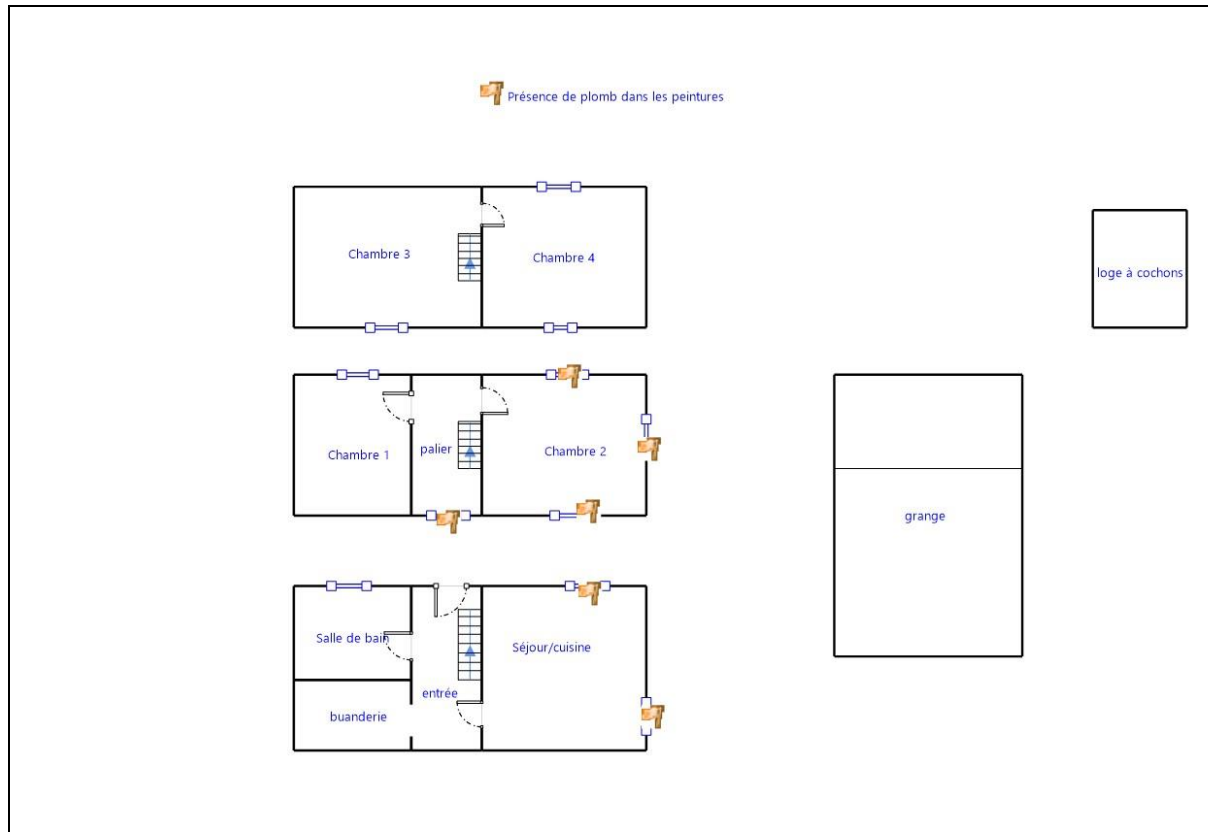 Présence de plomb dans les peintures
Chambre 3
Chambre 4
loge à cochons
Chambre 1
palier
Chambre 2
grange
Salle de bain
Séjour/cuisine
entrée
buanderie